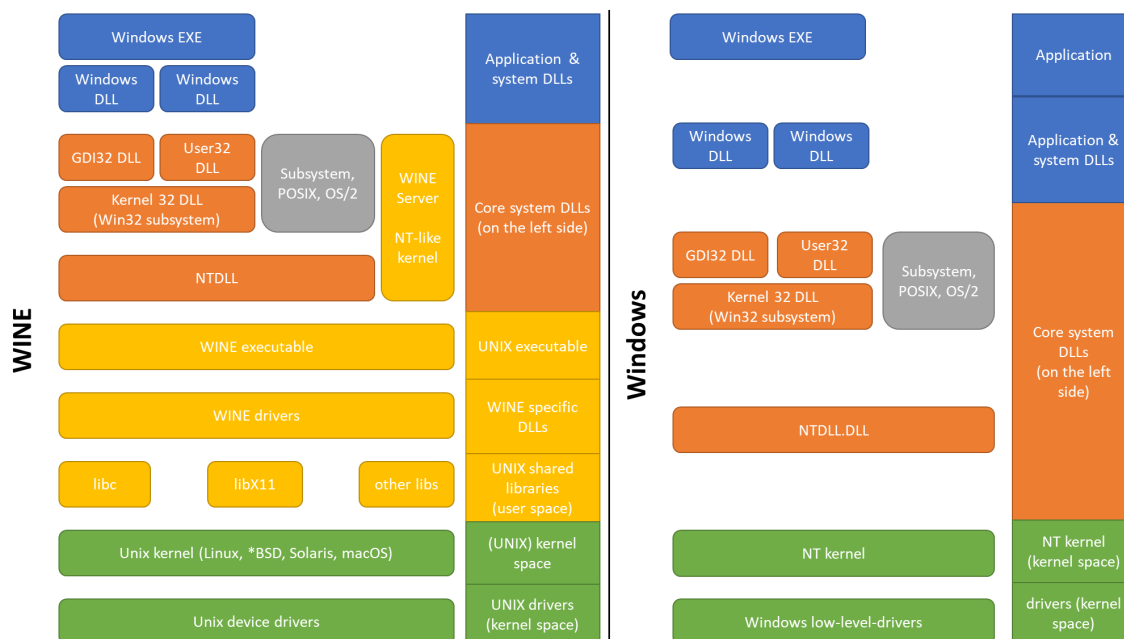 WINE
Windows EXE
Windows
DLL
Windows
DLL
Application &
system DLLs
GDI32 DLL
User32
DLL
Kernel 32 DLL
(Win32 subsystem)
Subsystem,
POSIX, OS/2
WINE
Server
NT-like
kernel
NTDLL
Core system DLLs
(on the left side)
WINE executable
UNIX executable
WINE drivers
WINE specific
DLLs
libc
libX11
other libs
UNIX shared
libraries
(user space)
Unix kernel (Linux, *BSD, Solaris, macOS)
(UNIX) kernel
space
Unix device drivers
UNIX drivers
(kernel space)
Windows
Windows EXE
Application
Windows
DLL
Windows
DLL
Application &
system DLLs
GDI32 DLL
User32
DLL
Kernel 32 DLL
(Win32 subsystem)
Subsystem,
POSIX, OS/2
Core system
DLLs
(on the left
side)
NTDLL.DLL
NT kernel
NT kernel
(kernel space)
Windows low-level-drivers
drivers (kernel
space)